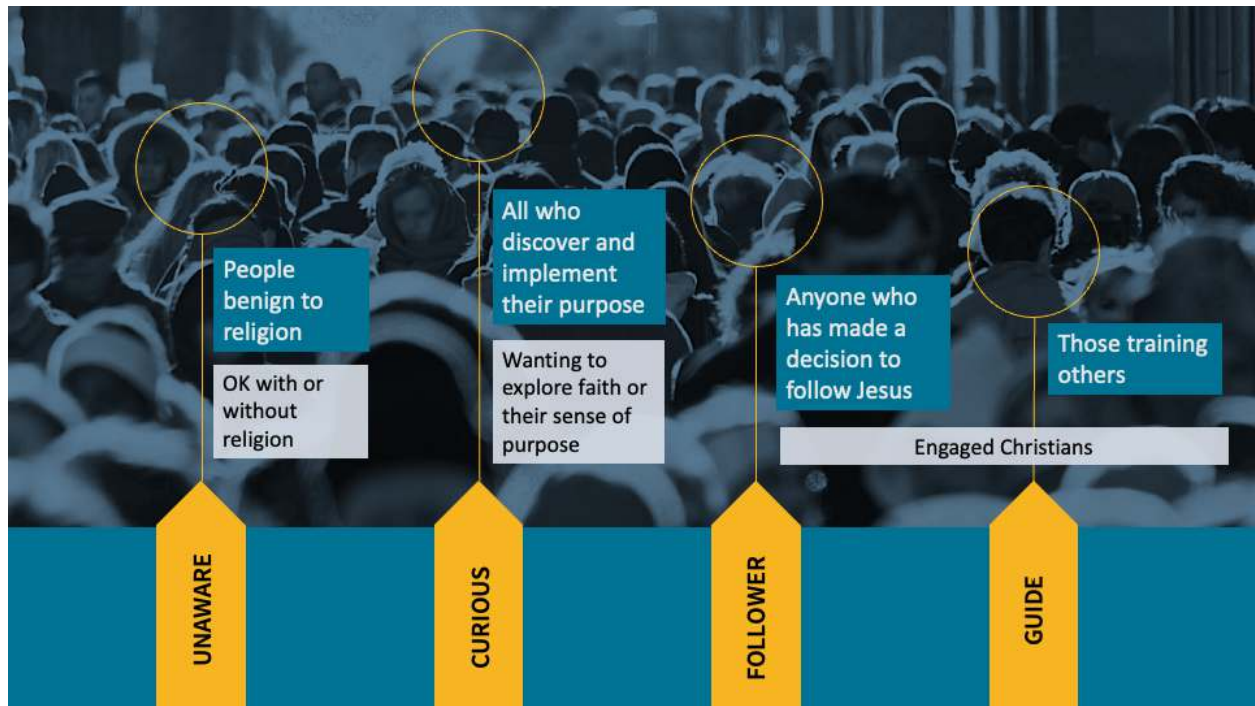 People
benign to
religion
OK with or
without
religion
UNAWARE
All who
discover and
implement
their purpose
Wanting to
explore faith or
their sense of
purpose
CURIOUS
Anyone who
has made a
decision to
follow Jesus
FOLLOWER
Those training
others
Engaged Christians
GUIDE